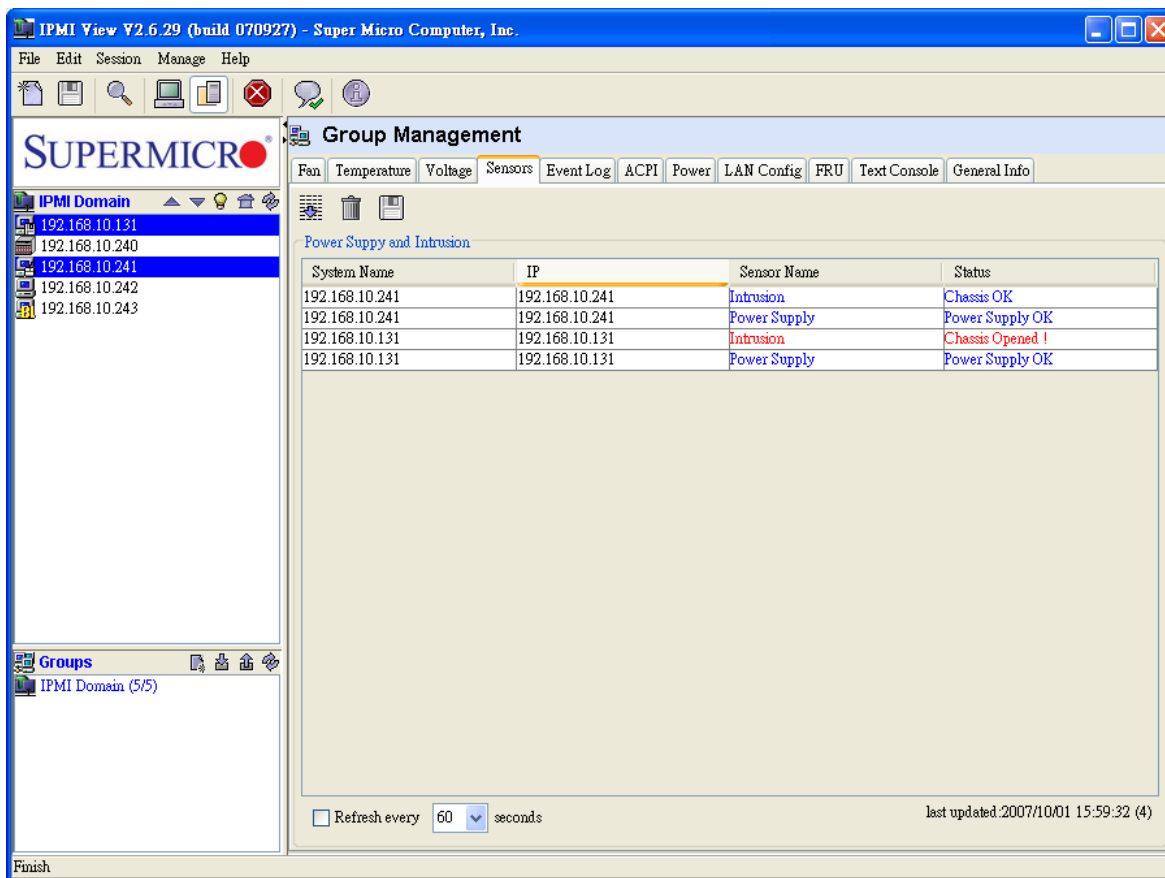 IPMI View V2.6.29 (build 070927) - Super Micro Computer, Inc.
File Edit Session Manage Help
SUPERMICRO®
IPMI Domain
192.168.10.131
192.168.10.240
192.168.10.241
192.168.10.242
192.168.10.243
Groups
IPMI Domain (5/5)
Group Management
Fan Temperature Voltage Sensors Event Log ACPI Power LAN Config FRU Text Console General Info
Power Suppy and Intrusion
System Name IP Sensor Name Status
192.168.10.241 192.168.10.241 Intrusion Chassis OK
192.168.10.241 192.168.10.241 Power Supply Power Supply OK
192.168.10.131 192.168.10.131 Intrusion Chassis Opened !
192.168.10.131 192.168.10.131 Power Supply Power Supply OK
Refresh every 60 seconds
last updated:2007/10/01 15:59:32 (4)
Finish